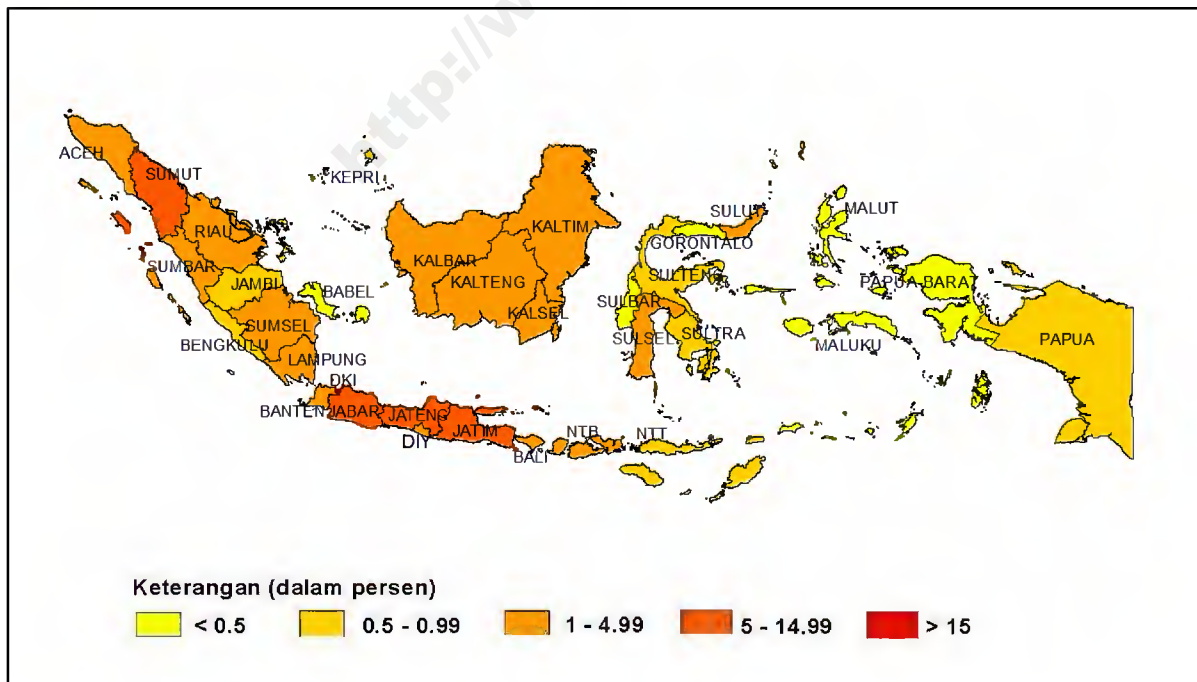 http://w
ACEH
SUMUT
KEPRI
RIAU
SUMBAR
JAMBI
BABEL
SUMSEL
BENGKULU
LAMPUNG
DKI
BANTEN
JABAR
JATENG
DIY
JATIM
BALI
NTB
NTT
KALBAR
KALTENG
KALTIM
KALSEL
SULUT
GORONTALO
SULTENG
SULBAR
SULSEL
SULTRA
MALUT
MALUKU
PAPUA BARAT
PAPUA
Keterangan (dalam persen)
< 0.5 0.5 - 0.99 1 - 4.99 5 - 14.99 > 15